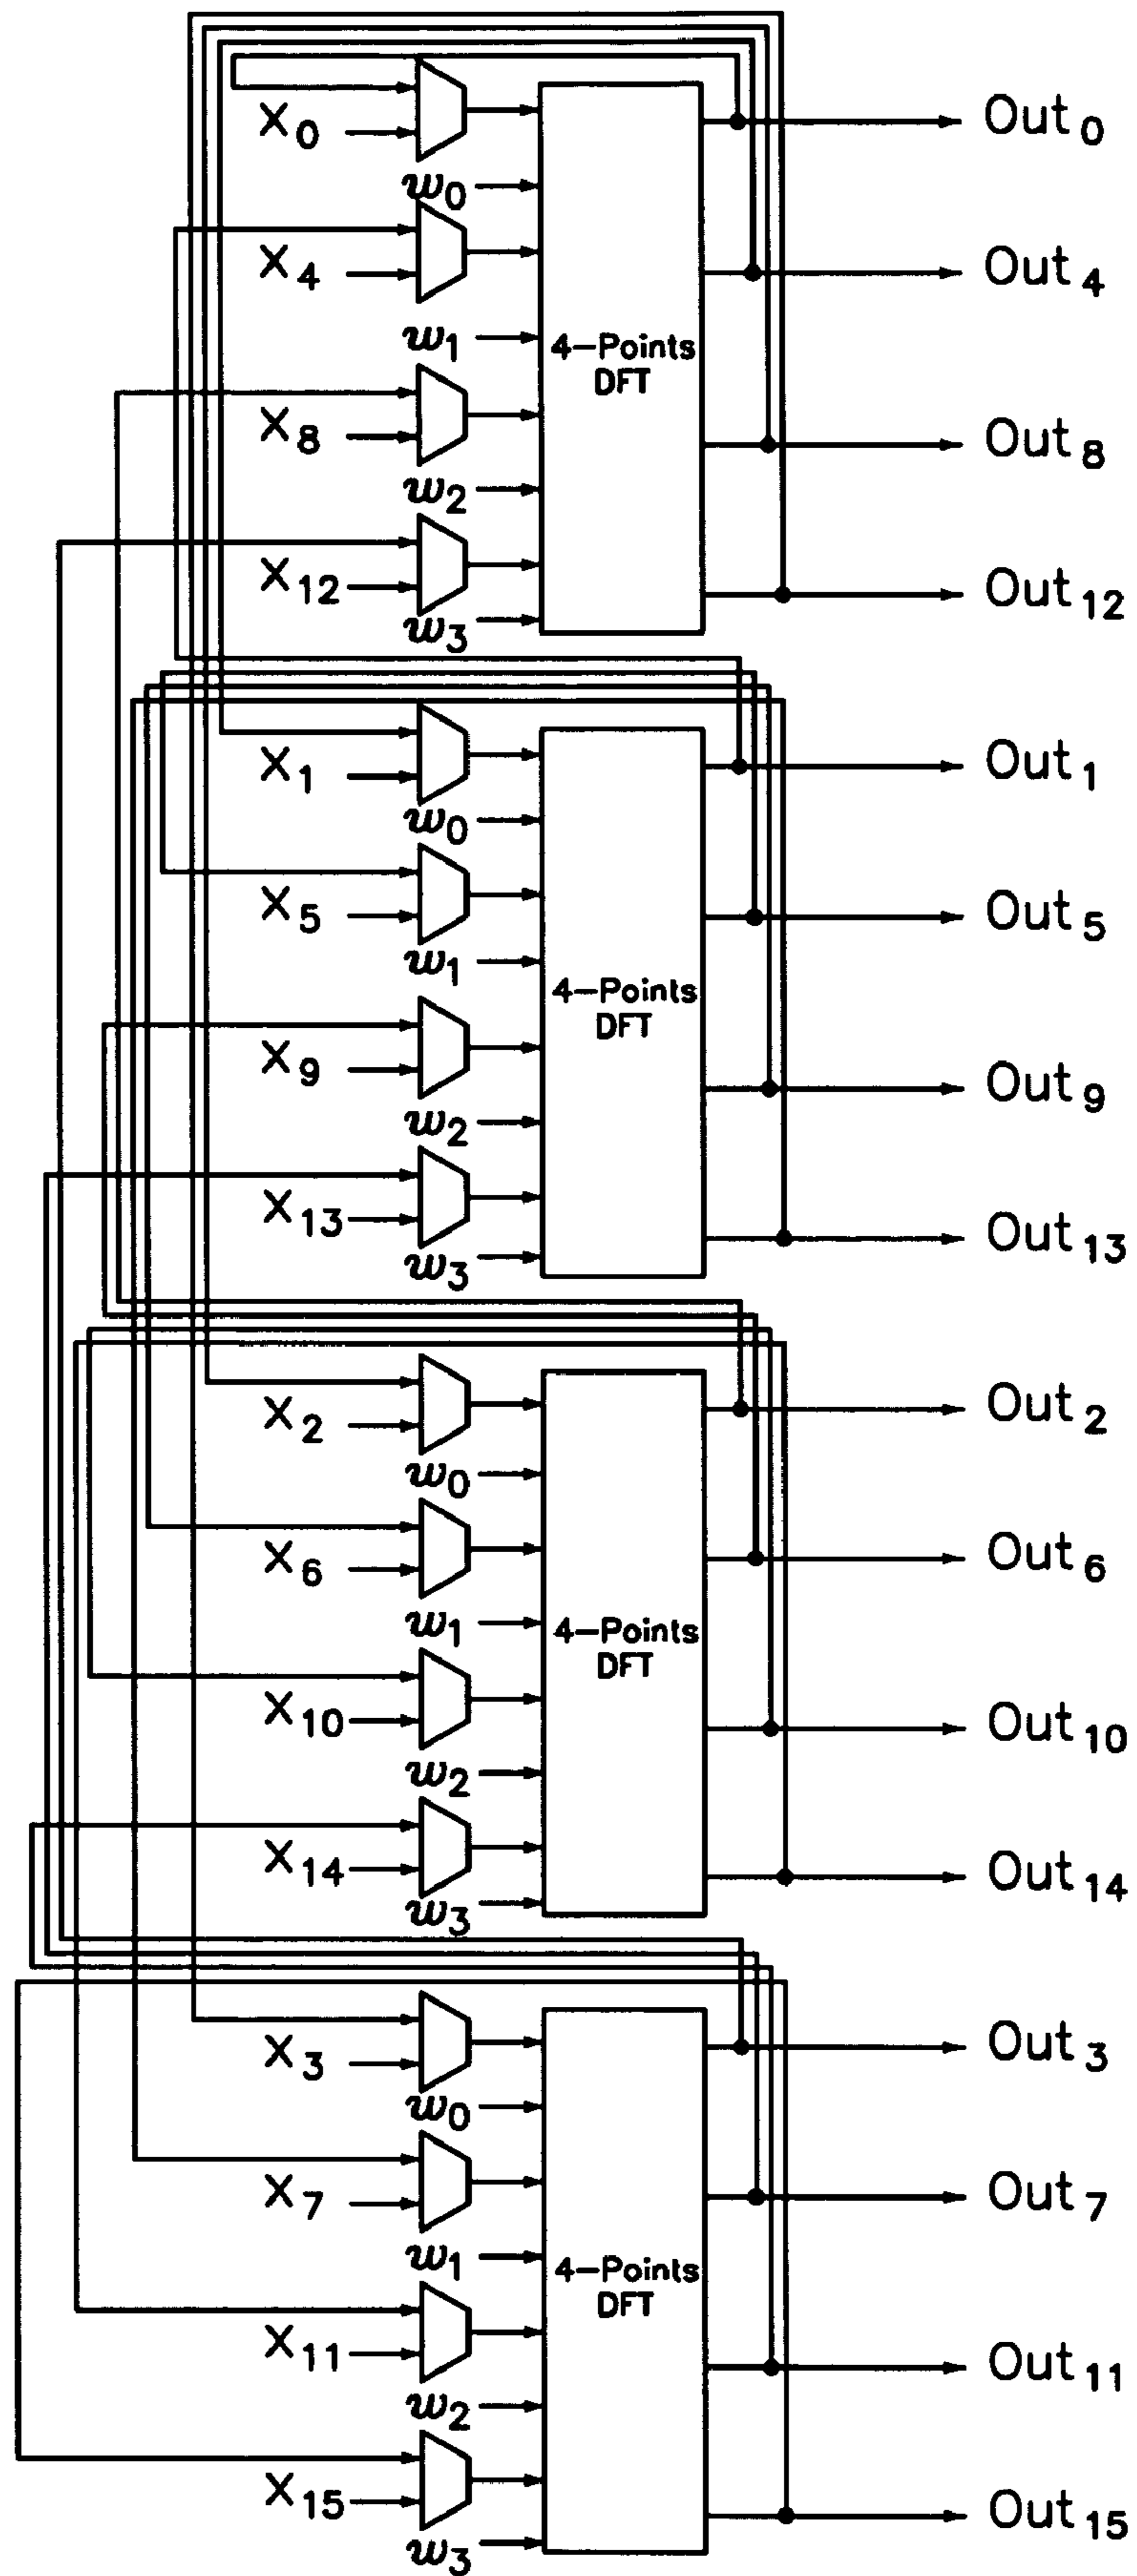 X0
Out0
w0
X4
Out4
w1
4-Points
DFT
X8
Out8
w2
X12
Out12
w3
X1
Out1
w0
X5
Out5
w1
4-Points
DFT
X9
Out9
w2
X13
Out13
w3
X2
Out2
w0
X6
Out6
w1
4-Points
DFT
X10
Out10
w2
X14
Out14
w3
X3
Out3
w0
X7
Out7
w1
4-Points
DFT
X11
Out11
w2
X15
Out15
w3